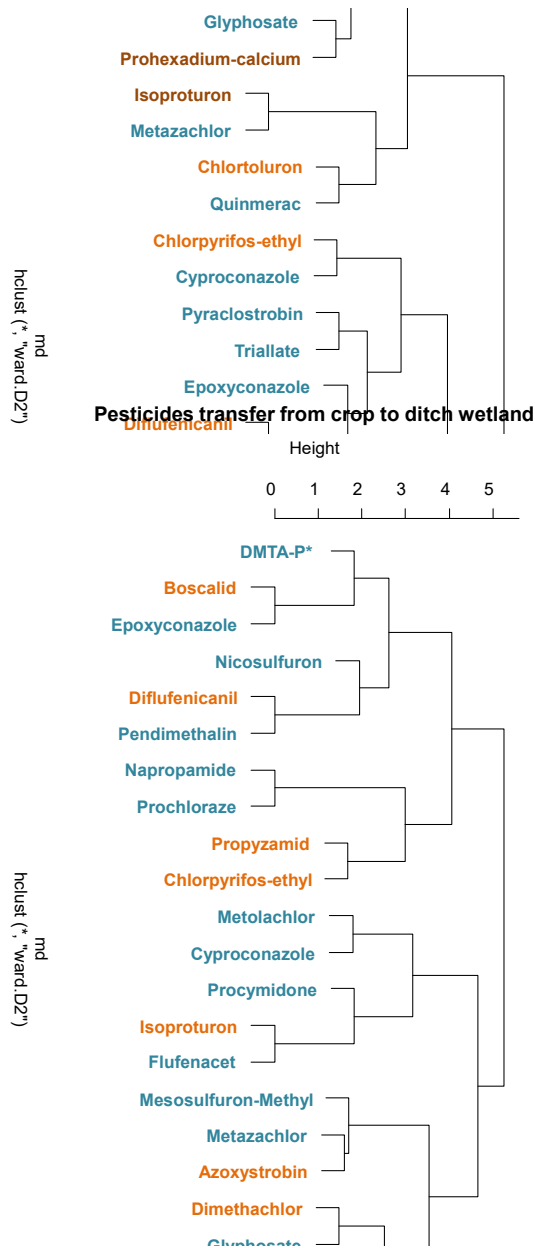 Glyphosate
Prohexadium-calcium
Isoproturon
Metazachlor
Chlortoluron
Quinmerac
Chlorpyrifos-ethyl
Cyproconazole
Pyraclostrobin
Triallate
Epoxyconazole
Diflufenicanil
md
hclust (*, "ward.D2")
Pesticides transfer from crop to ditch wetland
Height
0 1 2 3 4 5
DMTA-P*
Boscalid
Epoxyconazole
Nicosulfuron
Diflufenicanil
Pendimethalin
Napropamide
Prochloraze
Propyzamid
Chlorpyrifos-ethyl
Metolachlor
Cyproconazole
Procymidone
Isoproturon
Flufenacet
Mesosulfuron-Methyl
Metazachlor
Azoxystrobin
Dimethachlor
Glyphosate
md
hclust (*, "ward.D2")